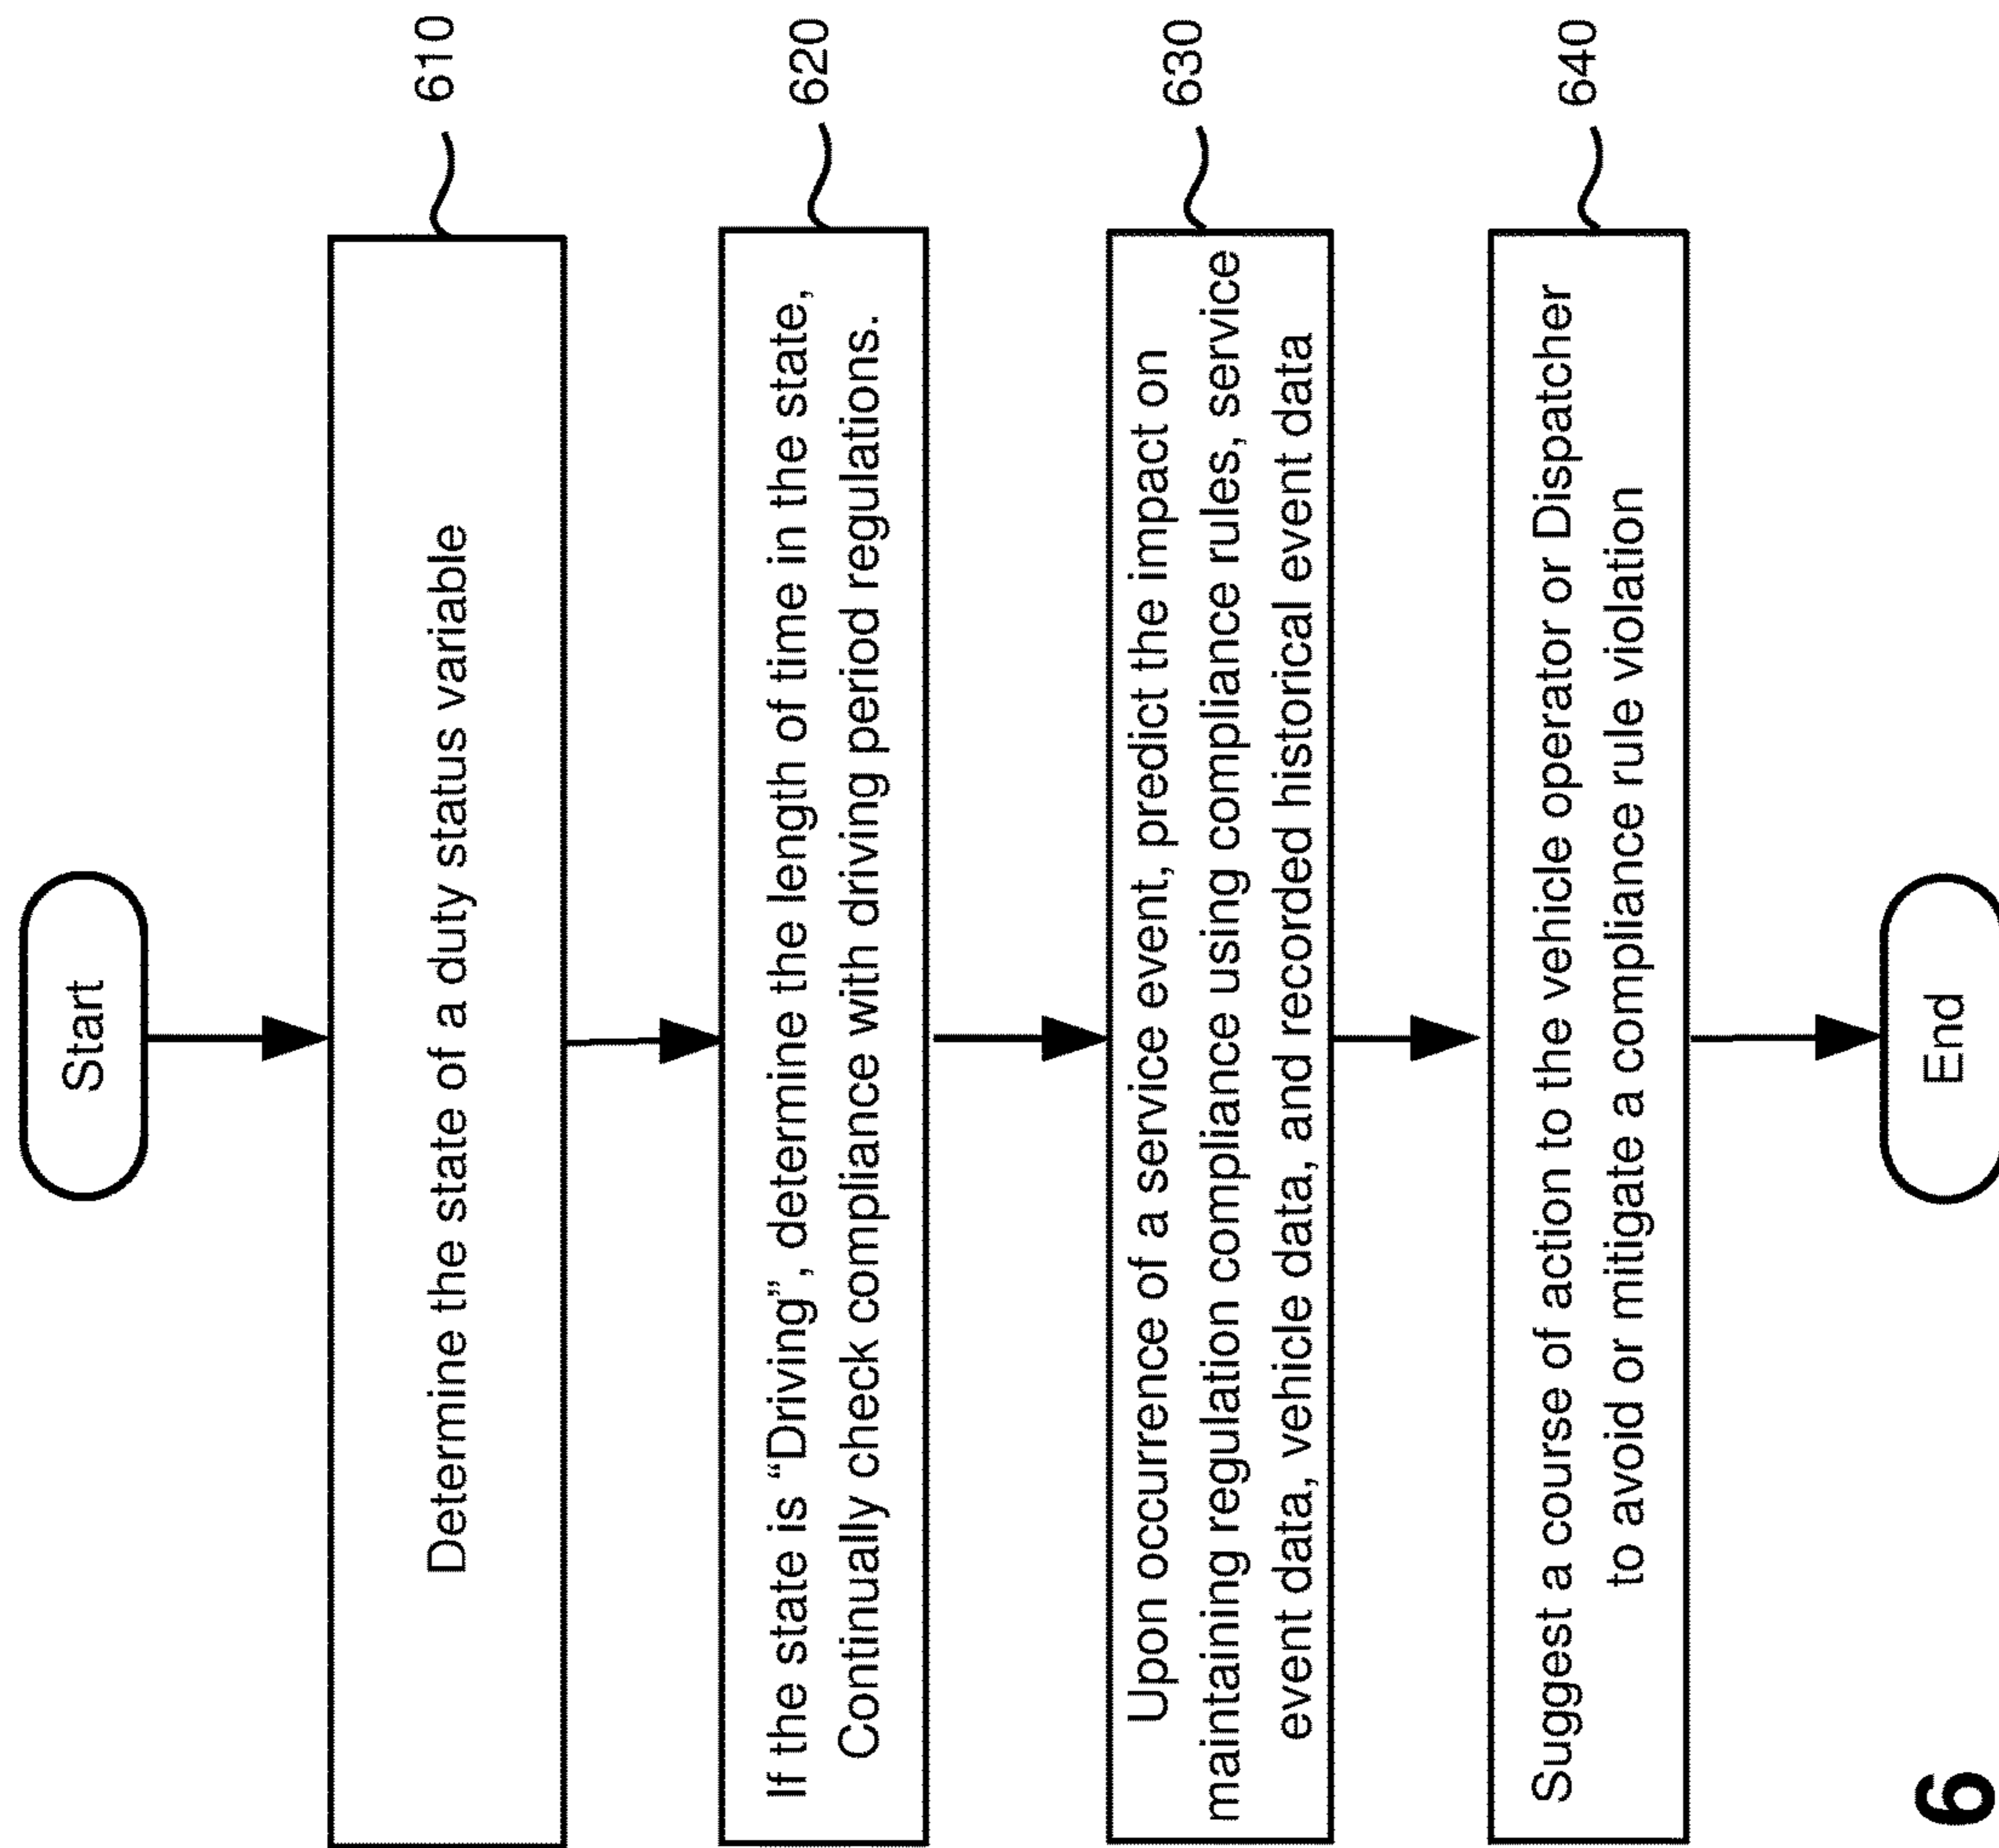 Start
Determine the state of a duty status variable
610
If the state is “Driving”, determine the length of time in the state,
Continually check compliance with driving period regulations.
620
Upon occurrence of a service event, predict the impact on
maintaining regulation compliance using compliance rules, service
event data, vehicle data, and recorded historical event data
630
Suggest a course of action to the vehicle operator or Dispatcher
to avoid or mitigate a compliance rule violation
640
End
6